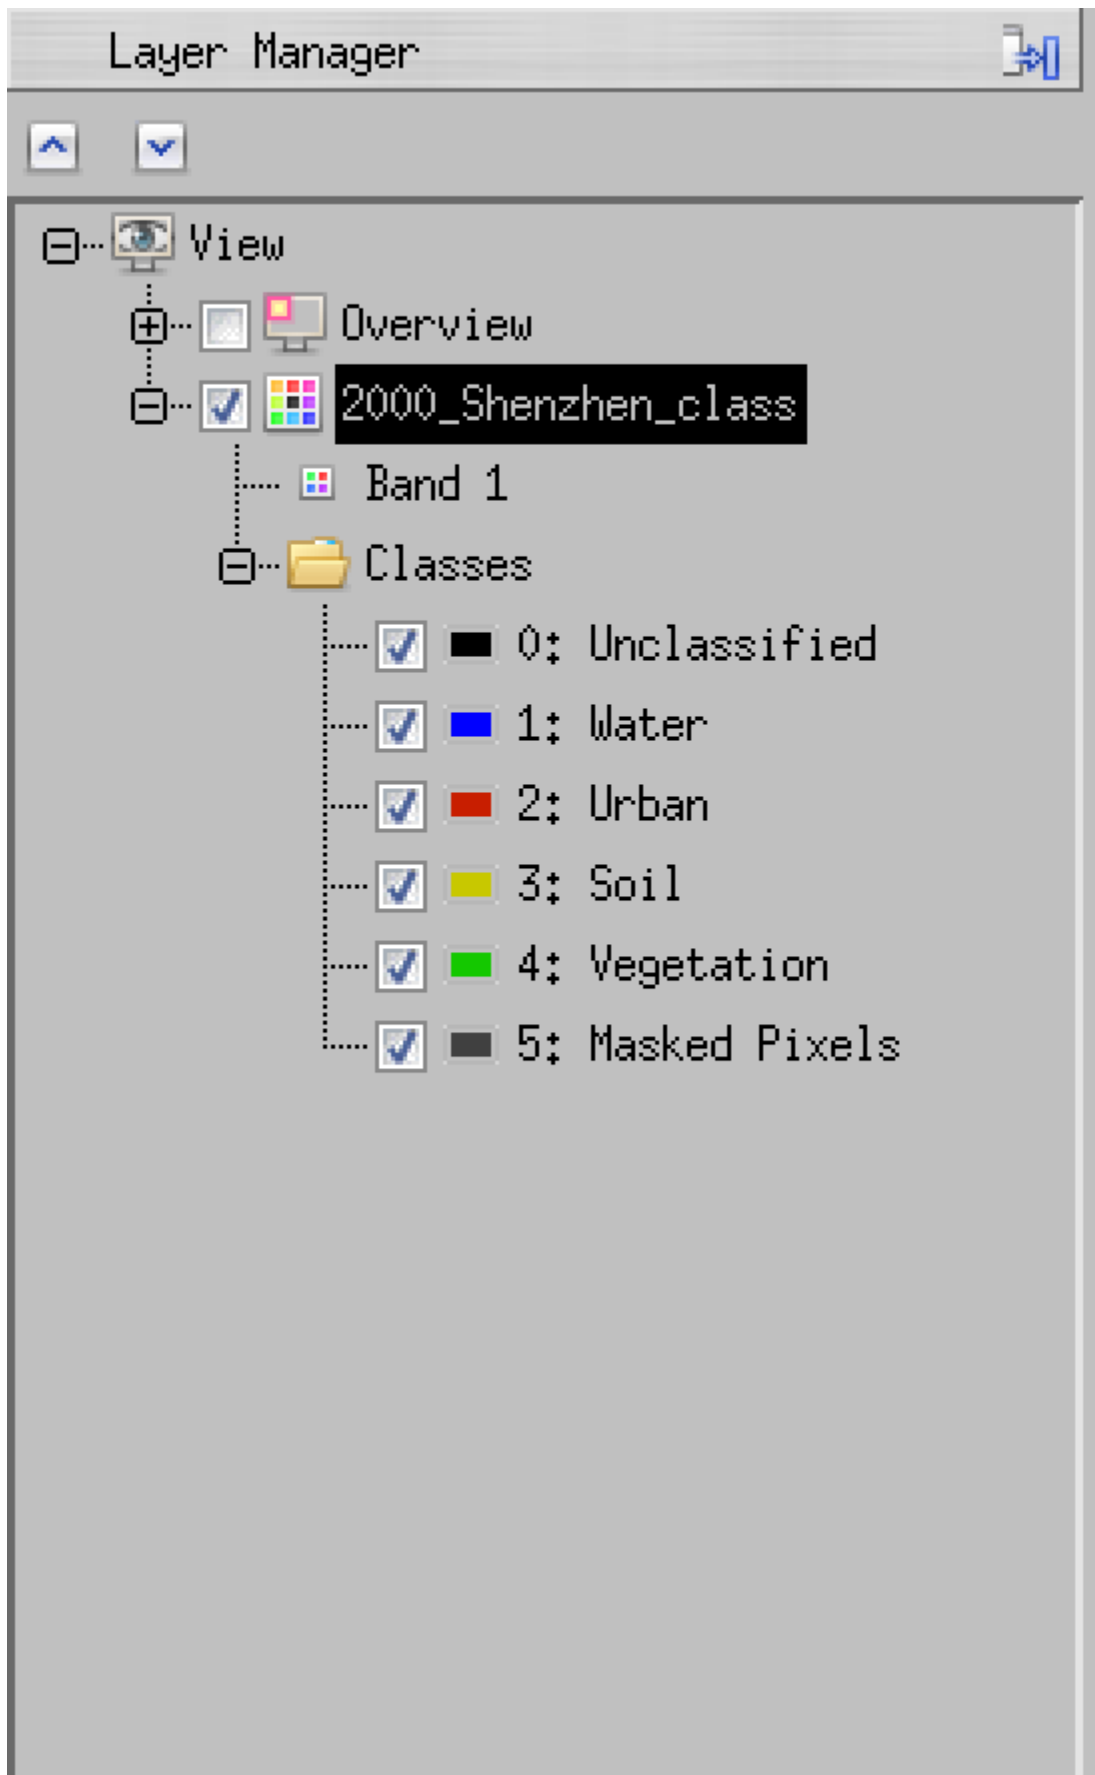 Layer Manager
View
Overview
2000_Shenzhen_class
Band 1
Classes
0: Unclassified
1: Water
2: Urban
3: Soil
4: Vegetation
5: Masked Pixels